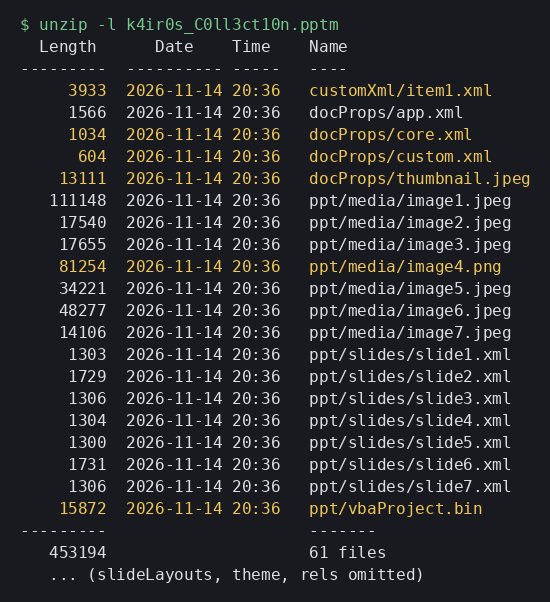 $ unzip -l k4ir0s_C0ll3ct10n.pptm
  Length      Date    Time    Name
---------  ---------- -----   ----
     3933  2026-11-14 20:36   customXml/item1.xml
     1566  2026-11-14 20:36   docProps/app.xml
     1034  2026-11-14 20:36   docProps/core.xml
      604  2026-11-14 20:36   docProps/custom.xml
    13111  2026-11-14 20:36   docProps/thumbnail.jpeg
   111148  2026-11-14 20:36   ppt/media/image1.jpeg
    17540  2026-11-14 20:36   ppt/media/image2.jpeg
    17655  2026-11-14 20:36   ppt/media/image3.jpeg
    81254  2026-11-14 20:36   ppt/media/image4.png
    34221  2026-11-14 20:36   ppt/media/image5.jpeg
    48277  2026-11-14 20:36   ppt/media/image6.jpeg
    14106  2026-11-14 20:36   ppt/media/image7.jpeg
     1303  2026-11-14 20:36   ppt/slides/slide1.xml
     1729  2026-11-14 20:36   ppt/slides/slide2.xml
     1306  2026-11-14 20:36   ppt/slides/slide3.xml
     1304  2026-11-14 20:36   ppt/slides/slide4.xml
     1300  2026-11-14 20:36   ppt/slides/slide5.xml
     1731  2026-11-14 20:36   ppt/slides/slide6.xml
     1306  2026-11-14 20:36   ppt/slides/slide7.xml
    15872  2026-11-14 20:36   ppt/vbaProject.bin
---------                     -------
   453194                     61 files
   ... (slideLayouts, theme, rels omitted)